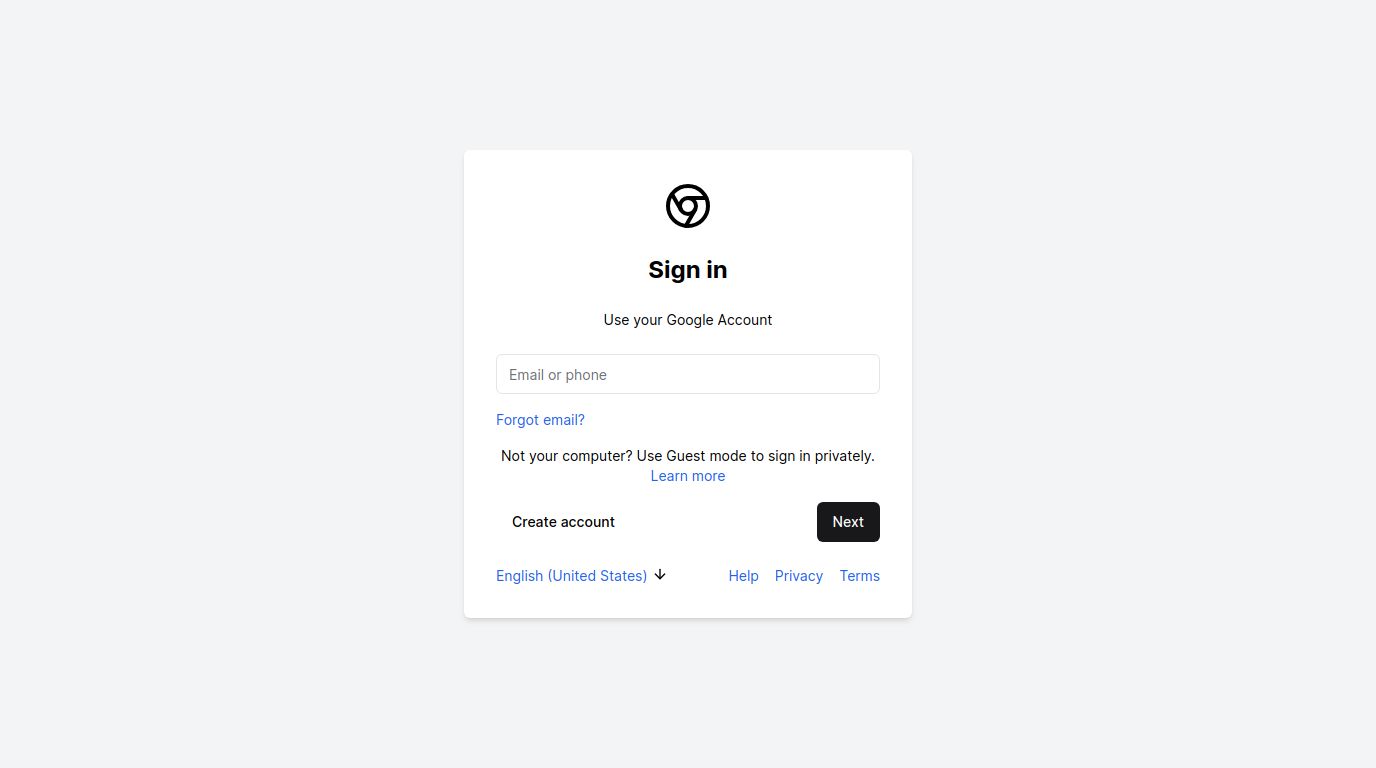 Sign in
Use your Google Account
Email or phone
Forgot email?
Not your computer? Use Guest mode to sign in privately.
Learn more
Create account
Next
English (United States)
Help
Privacy
Terms